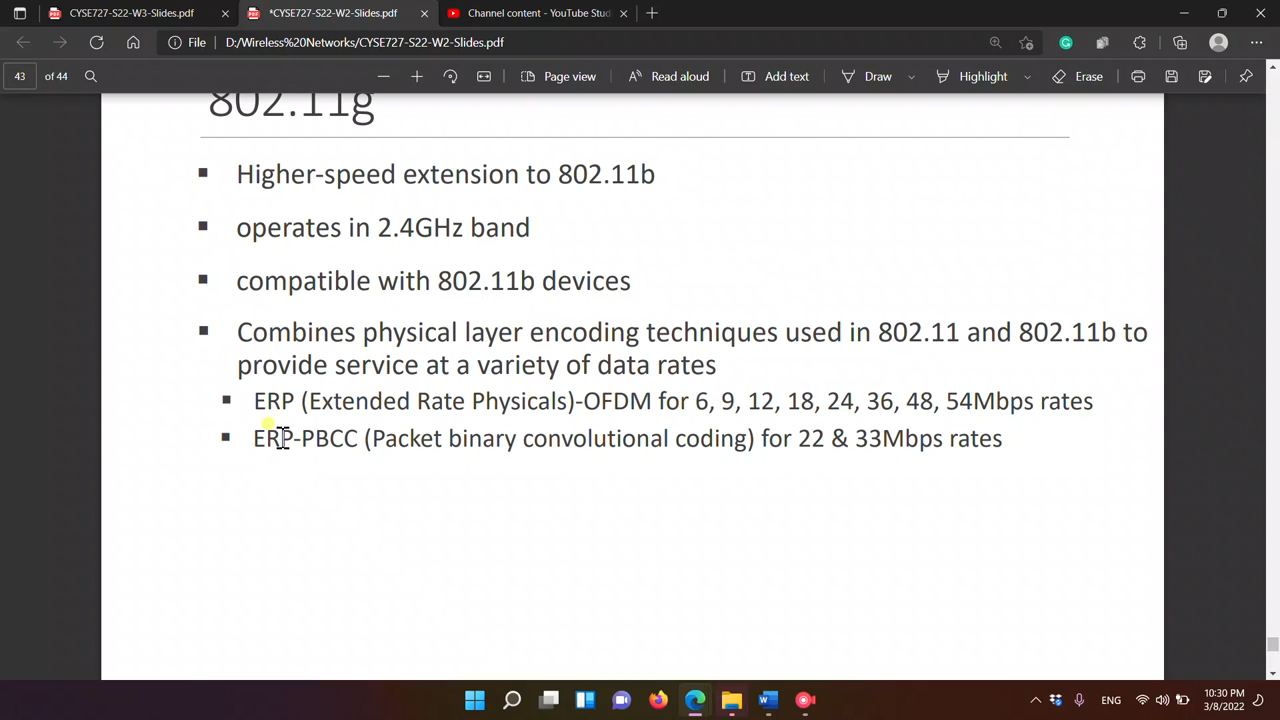 CYSE727-S22-W3-Slides.pdf
*CYSE727-S22-W2-Slides.pdf
Channel content - YouTube Stud
File D:/Wireless%20Networks/CYSE727-S22-W2-Slides.pdf
43 of 44
Page view
Read aloud
Add text
Draw
Highlight
Erase
802.11g
▪ Higher-speed extension to 802.11b
▪ operates in 2.4GHz band
▪ compatible with 802.11b devices
▪ Combines physical layer encoding techniques used in 802.11 and 802.11b to
provide service at a variety of data rates
▪ ERP (Extended Rate Physicals)-OFDM for 6, 9, 12, 18, 24, 36, 48, 54Mbps rates
▪ ERP-PBCC (Packet binary convolutional coding) for 22 & 33Mbps rates
ENG
10:30 PM
3/8/2022